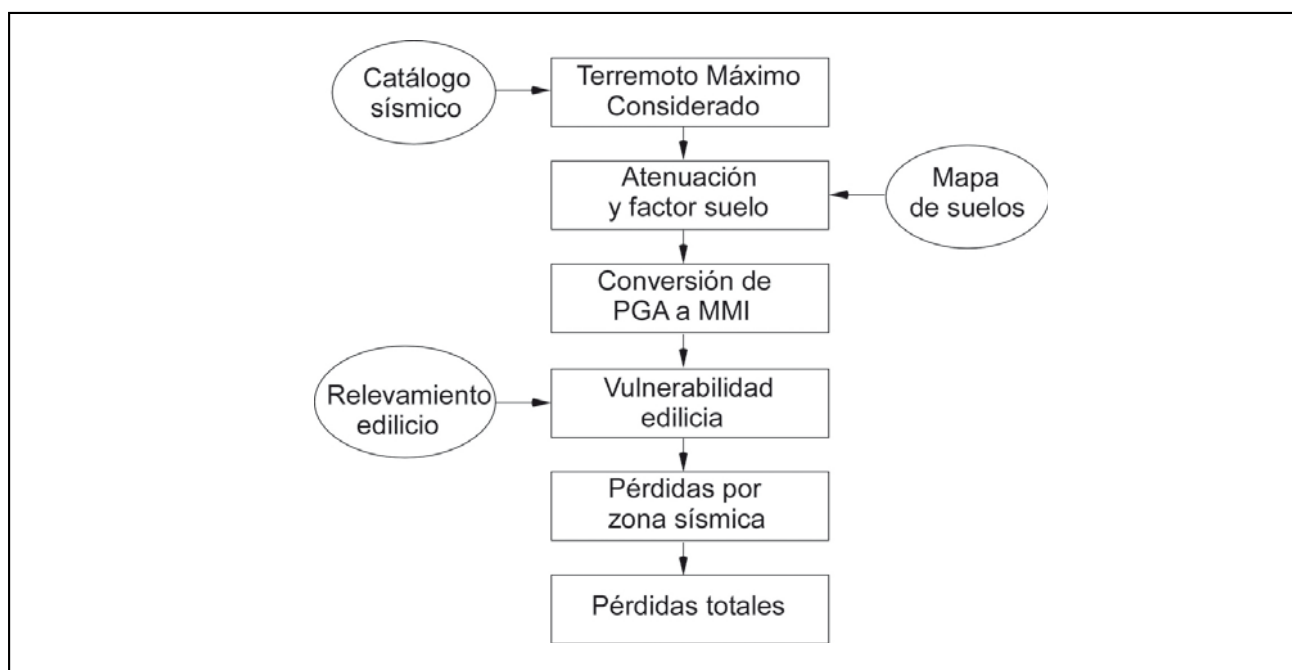 Catálogo
sísmico
Terremoto Máximo
Considerado
Atenuación
y factor suelo
Mapa
de suelos
Conversión de
PGA a MMI
Relevamiento
edilicio
Vulnerabilidad
edilicia
Pérdidas por
zona sísmica
Pérdidas totales